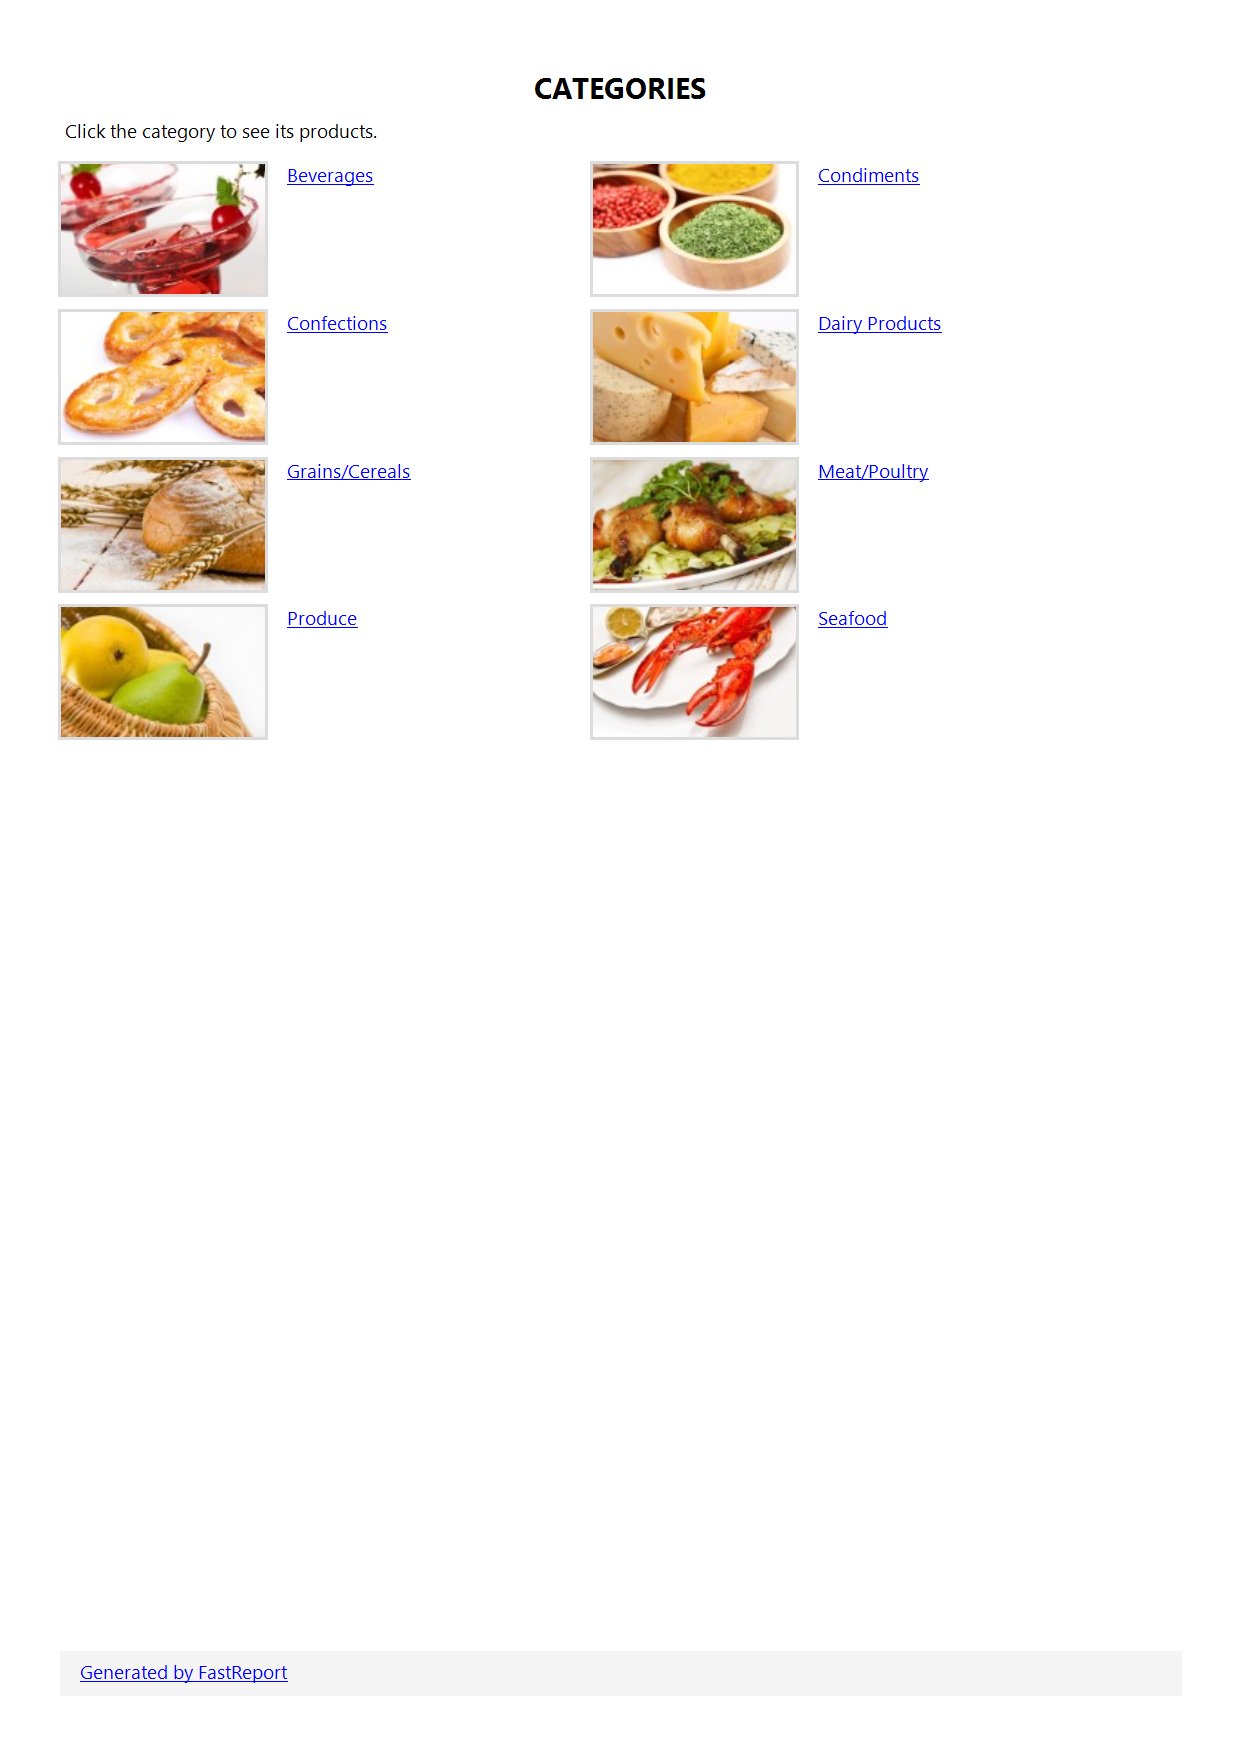 CATEGORIES
Click the category to see its products.
Beverages
Condiments
Confections
Dairy Products
Grains/Cereals
Meat/Poultry
Produce
Seafood
Generated by FastReport